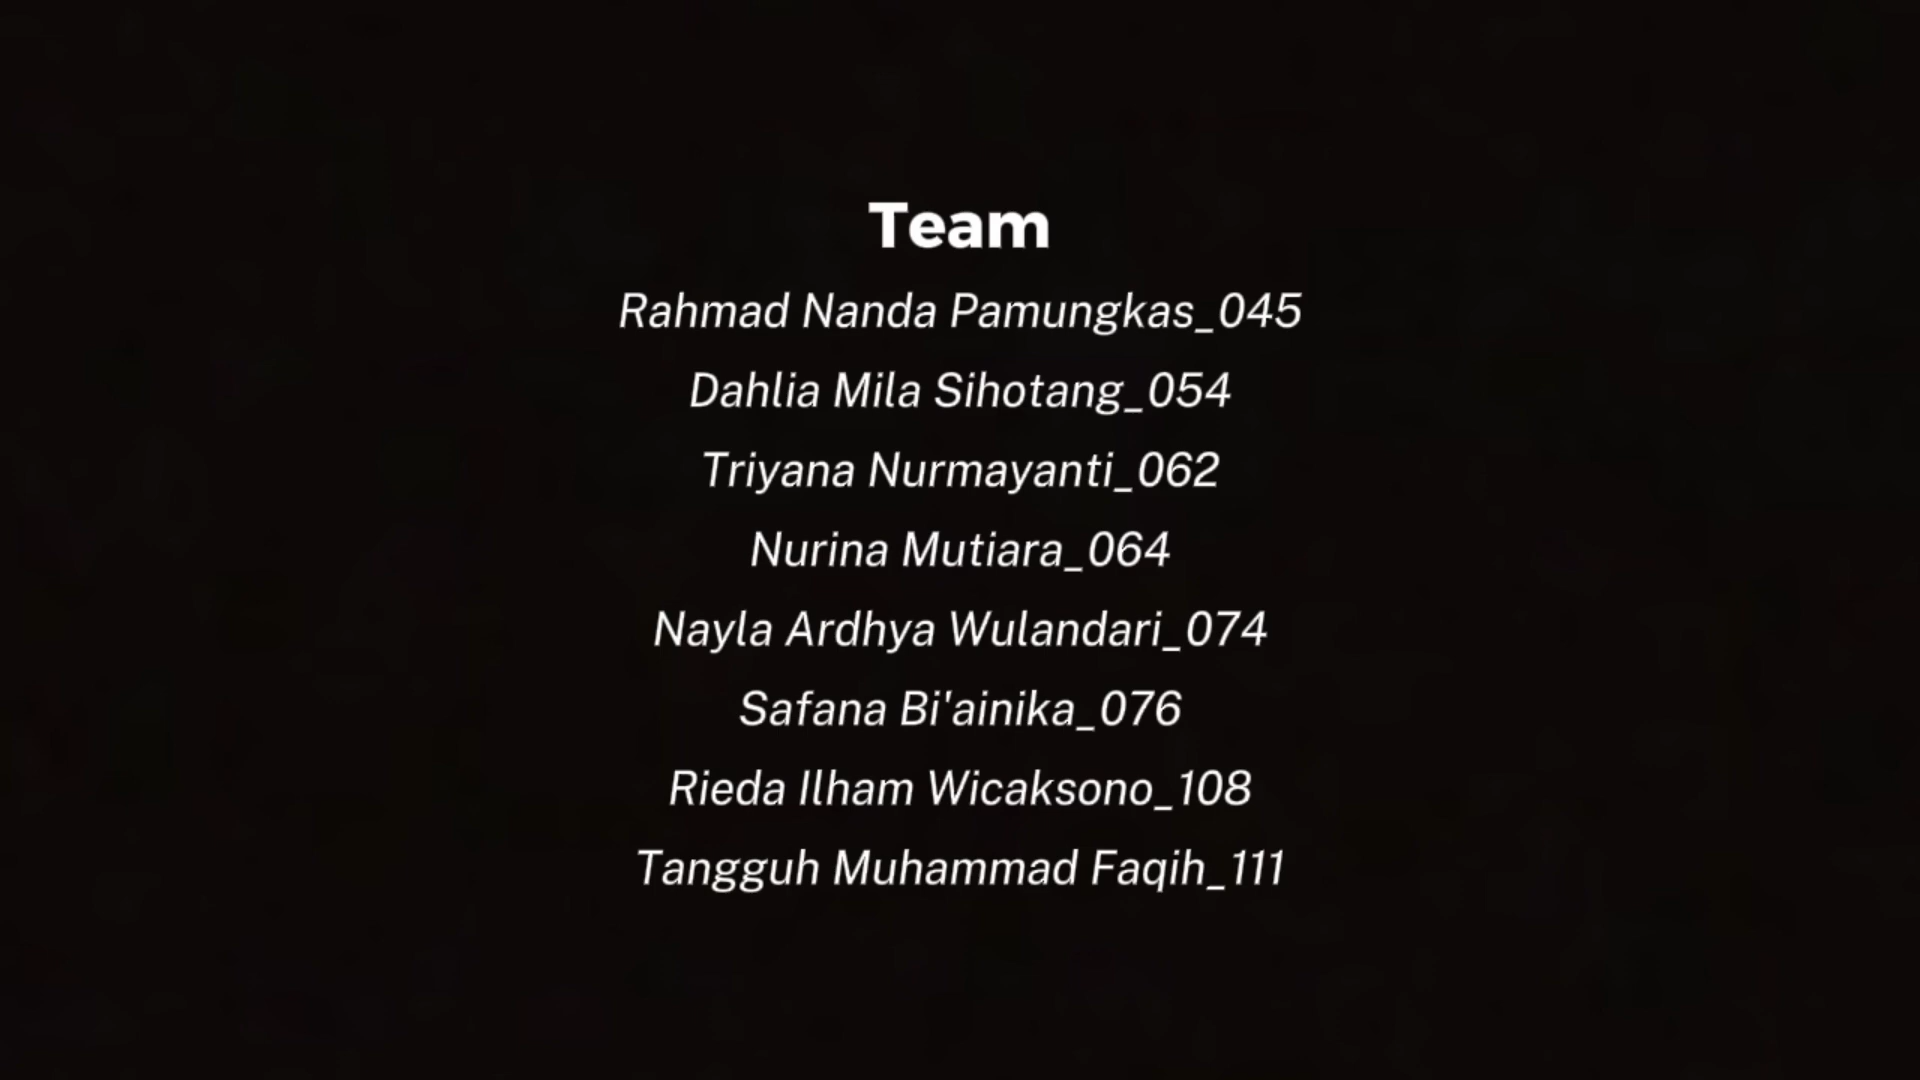 Team
Rahmad Nanda Pamungkas_045
Dahlia Mila Sihotang_054
Triyana Nurmayanti_062
Nurina Mutiara_064
Nayla Ardhya Wulandari_074
Safana Bi'ainika_076
Rieda Ilham Wicaksono_108
Tangguh Muhammad Faqih_111